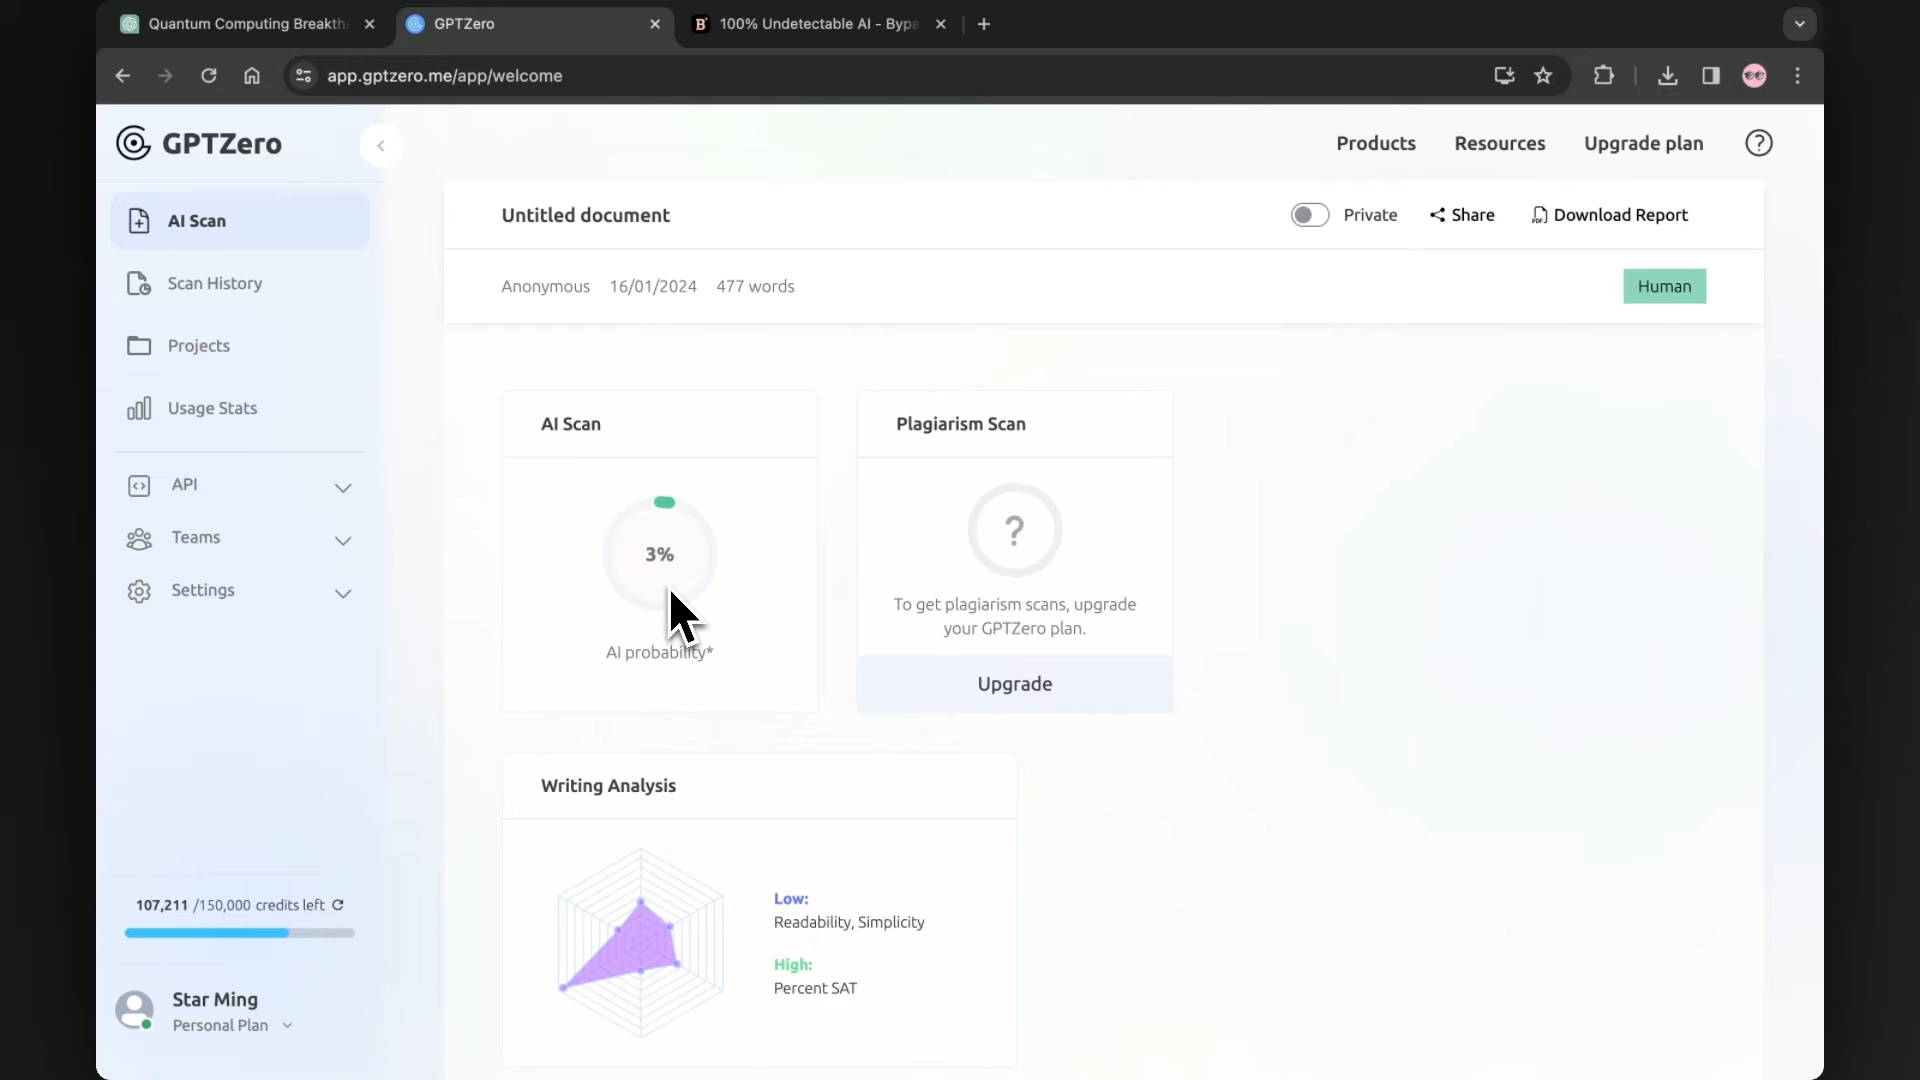 Quantum Computing Breakth
GPTZero
100% Undetectable AI - Bypa
app.gptzero.me/app/welcome
GPTZero
Products
Resources
Upgrade plan
?
AI Scan
Scan History
Projects
Usage Stats
API
Teams
Settings
107,211 /150,000 credits left
Star Ming
Personal Plan
Untitled document
Private
Share
Download Report
Anonymous 16/01/2024 477 words
Human
AI Scan
3%
AI probability*
Plagiarism Scan
?
To get plagiarism scans, upgrade
your GPTZero plan.
Upgrade
Writing Analysis
Low:
Readability, Simplicity
High:
Percent SAT